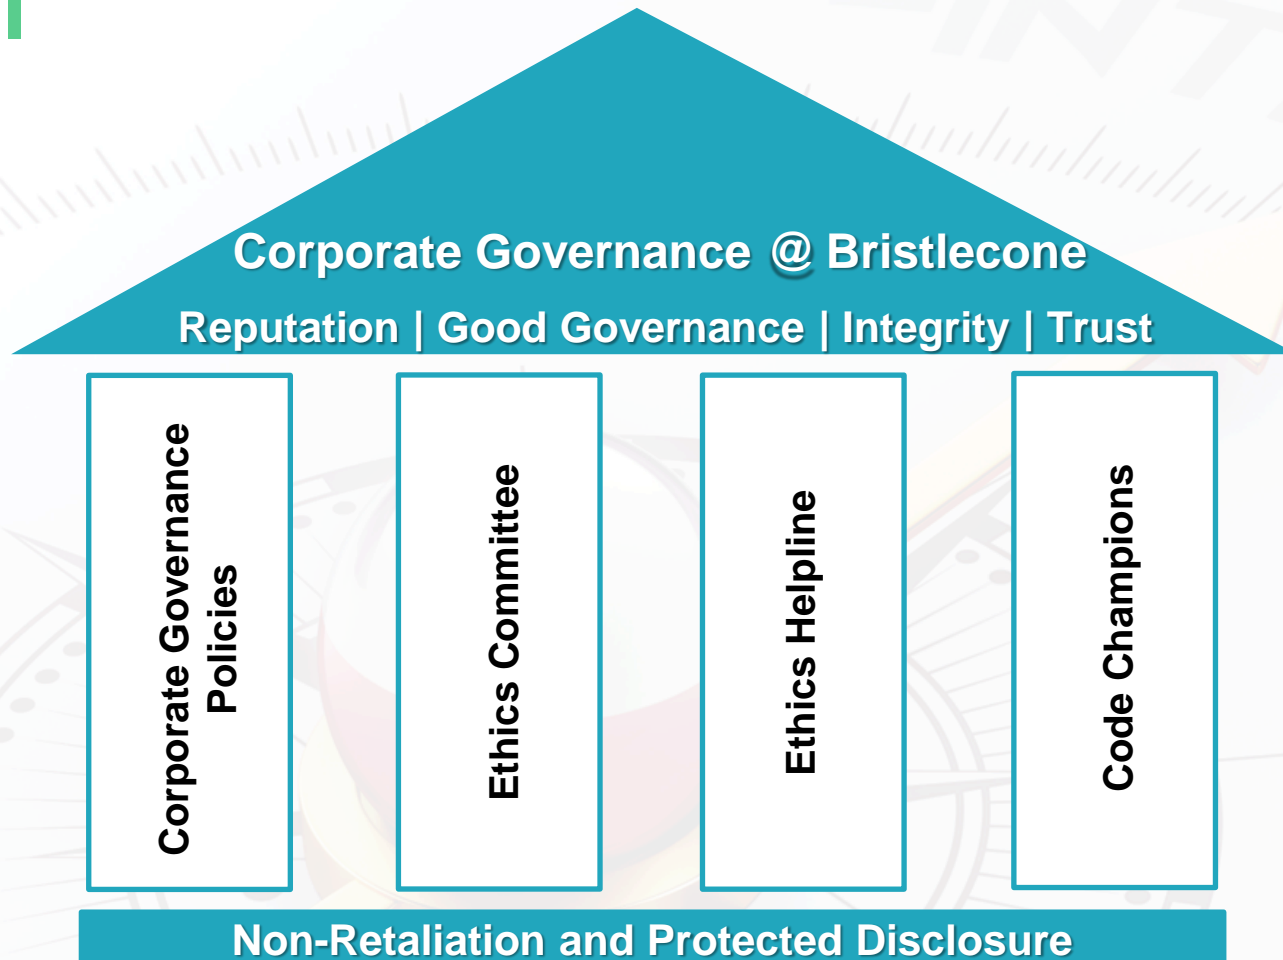 Corporate Governance @ Bristlecone
Reputation | Good Governance | Integrity | Trust
Corporate Governance
Policies
Ethics Committee
Ethics Helpline
Code Champions
Non-Retaliation and Protected Disclosure